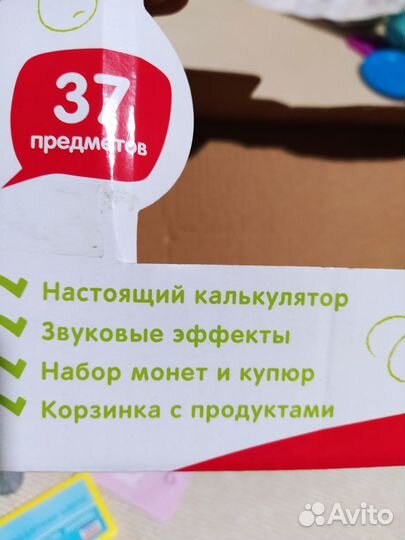 37
предметов
Настоящий калькулятор
Звуковые эффекты
Набор монет и купюр
Корзинка с продуктами
Avito